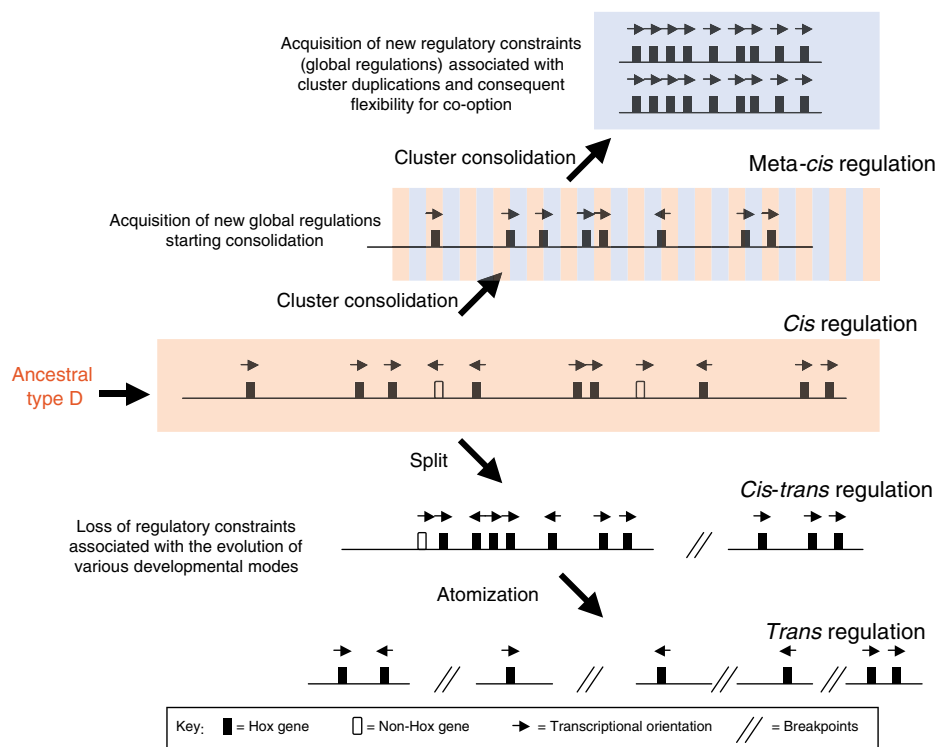 Acquisition of new regulatory constraints
(global regulations) associated with
cluster duplications and consequent
flexibility for co-option
Cluster consolidation
Meta-cis regulation
Acquisition of new global regulations
starting consolidation
Cluster consolidation
Cis regulation
Ancestral
type D
Split
Cis-trans regulation
Loss of regulatory constraints
associated with the evolution of
various developmental modes
Atomization
Trans regulation
Key: = Hox gene = Non-Hox gene = Transcriptional orientation = Breakpoints